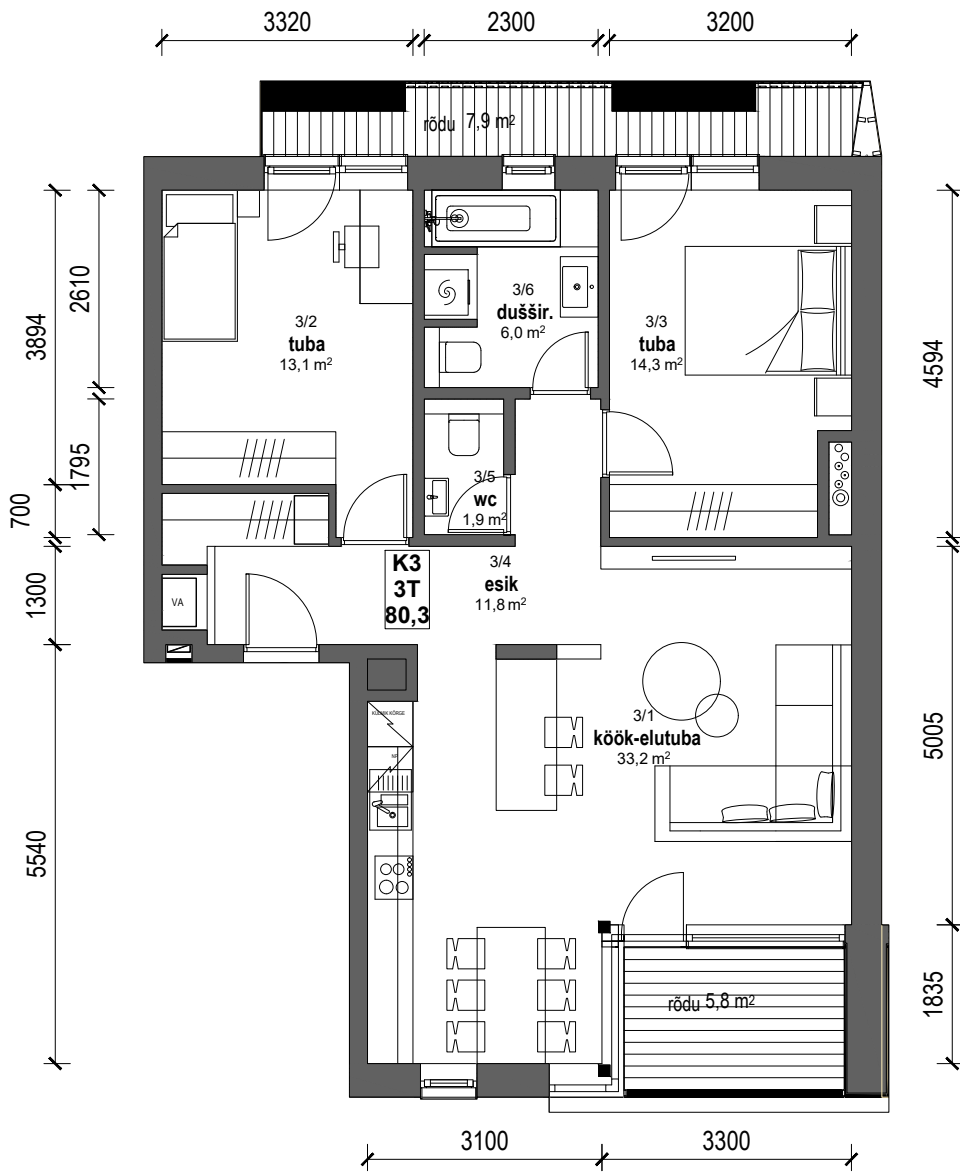 3320
2300
3200
rõdu 7,9 m²
3894
2610
1795
700
1300
5540
4594
5005
1835
3/2
tuba
13,1 m²
3/6
duššir.
6,0 m²
3/3
tuba
14,3 m²
3/5
wc
1,9 m²
3/4
esik
11,8 m²
K3
3T
80,3
VA
KÜLMIK KÕRGE
NP
3/1
köök-elutuba
33,2 m²
rõdu 5,8 m²
3100
3300